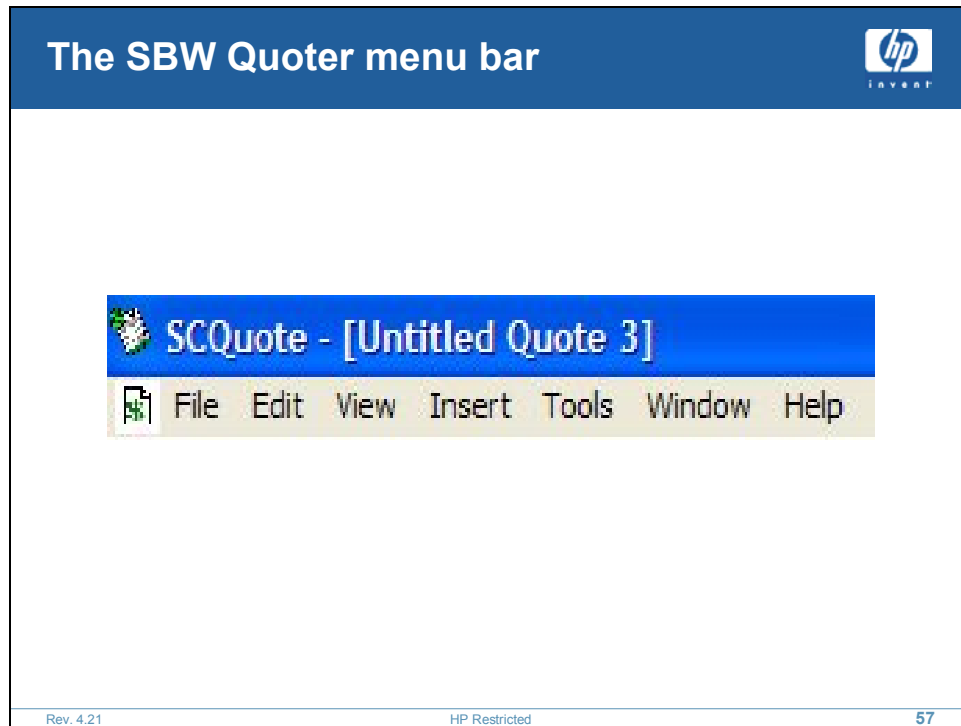 The SBW Quoter menu bar
hp
invent
SCQuote - [Untitled Quote 3]
File Edit View Insert Tools Window Help
Rev. 4.21 HP Restricted 57